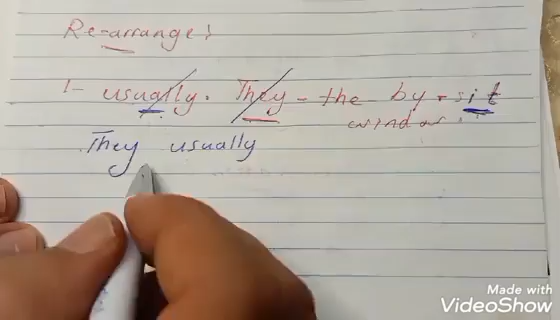 Re-arrange:
1- usually. They - the by - sit
window.
They usually
Made with
VideoShow